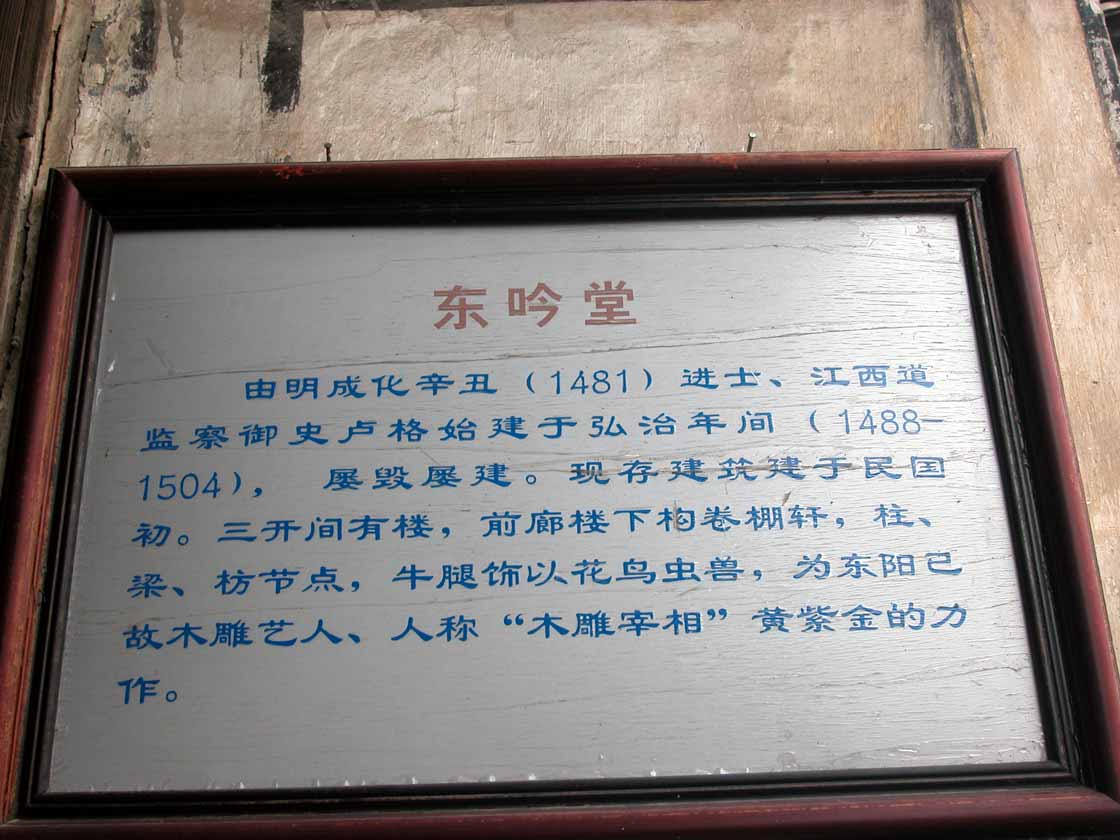 东吟堂
由明成化辛丑（1481）进士、江西道
监察御史卢格始建于弘治年间（1488-
1504）， 屡毁屡建。现存建筑建于民国
初。三开间有楼，前廊楼下构卷棚轩，柱、
梁、枋节点，牛腿饰以花鸟虫兽，为东阳已
故木雕艺人、人称“木雕宰相”黄紫金的力
作。